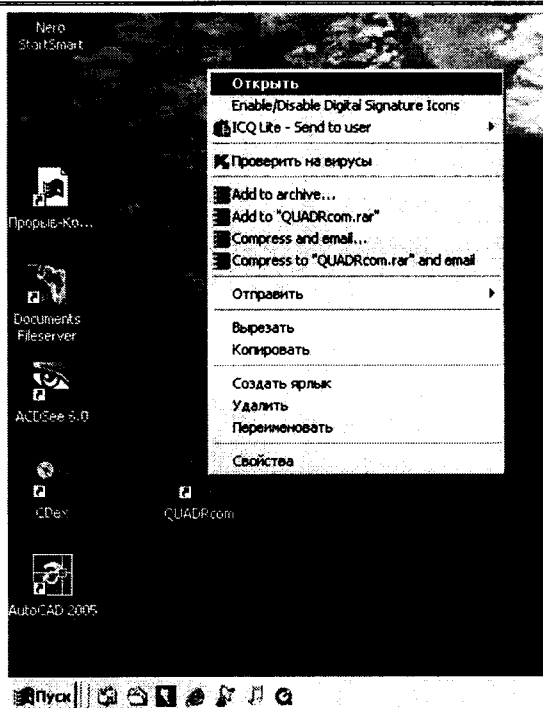 Nero
StartSmart
Открыть
Enable/Disable Digital Signature Icons
ICQ Lite - Send to user
Проверить на вирусы
Add to archive...
Add to "QUADRcom.rar"
Compress and email...
Compress to "QUADRcom.rar" and email
Отправить
Вырезать
Копировать
Создать ярлык
Удалить
Переименовать
Свойства
Прорыв-Ко...
Documents
Fileserver
ACDSee 6.0
CDex
QUADRcom
AutoCAD 2005
Пуск